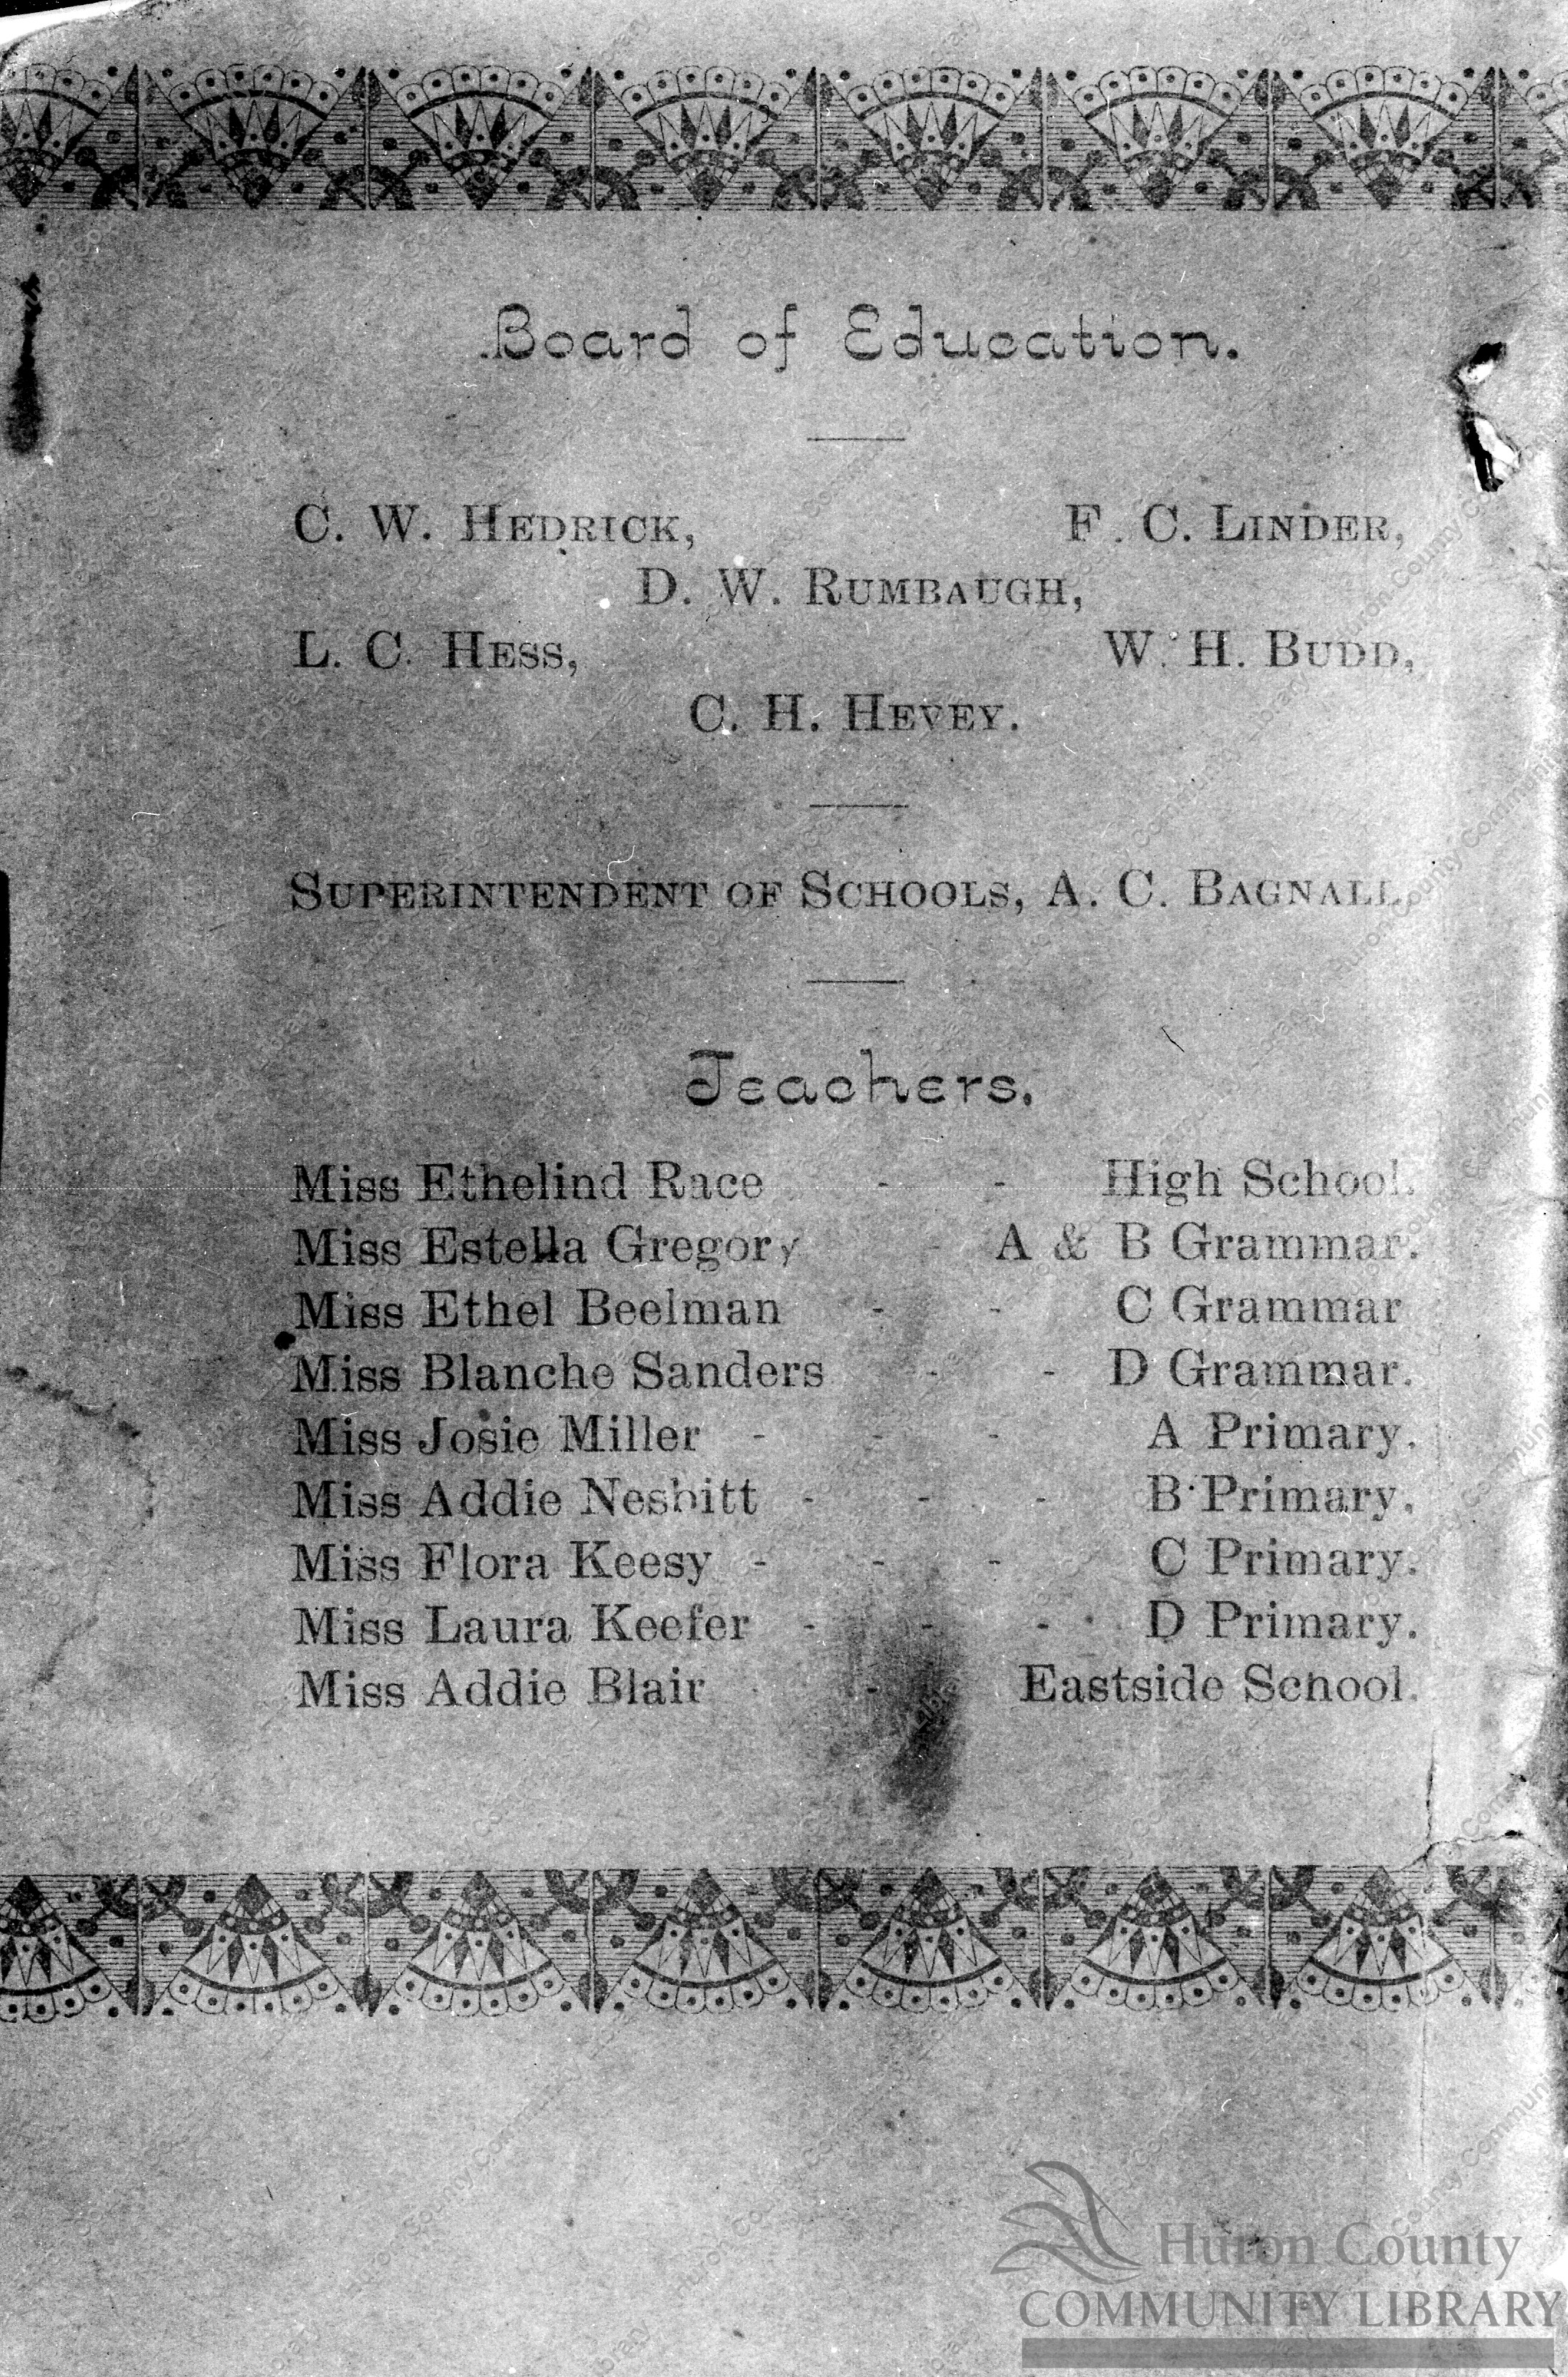 Board of Education.
C. W. HEDRICK, F. C. LINDER,
D. W. RUMBAUGH,
L. C. HESS, W. H. BUDD,
C. H. HEVEY.
SUPERINTENDENT OF SCHOOLS, A. C. BAGNALL.
Teachers.
Miss Ethelind Race - - High School.
Miss Estella Gregory - A & B Grammar.
Miss Ethel Beelman - - C Grammar
Miss Blanche Sanders - - D Grammar.
Miss Josie Miller - - - A Primary.
Miss Addie Nesbitt - - - B Primary.
Miss Flora Keesy - - - C Primary.
Miss Laura Keefer - - - D Primary.
Miss Addie Blair - Eastside School.
Huron County
COMMUNITY LIBRARY